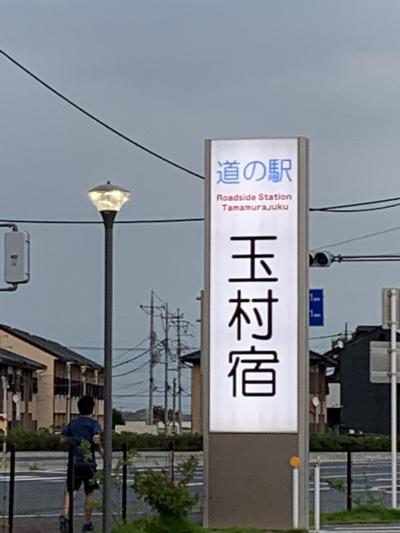 道の駅
Roadside Station
Tamamurajuku
玉村宿